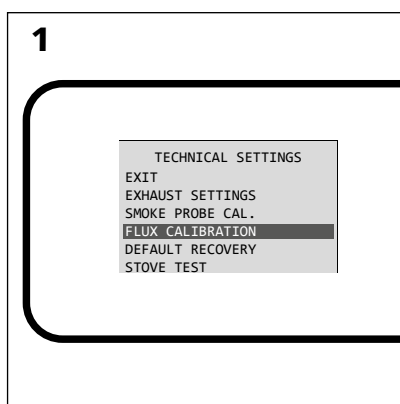 1
TECHNICAL SETTINGS
EXIT
EXHAUST SETTINGS
SMOKE PROBE CAL.
FLUX CALIBRATION
DEFAULT RECOVERY
STOVE TEST